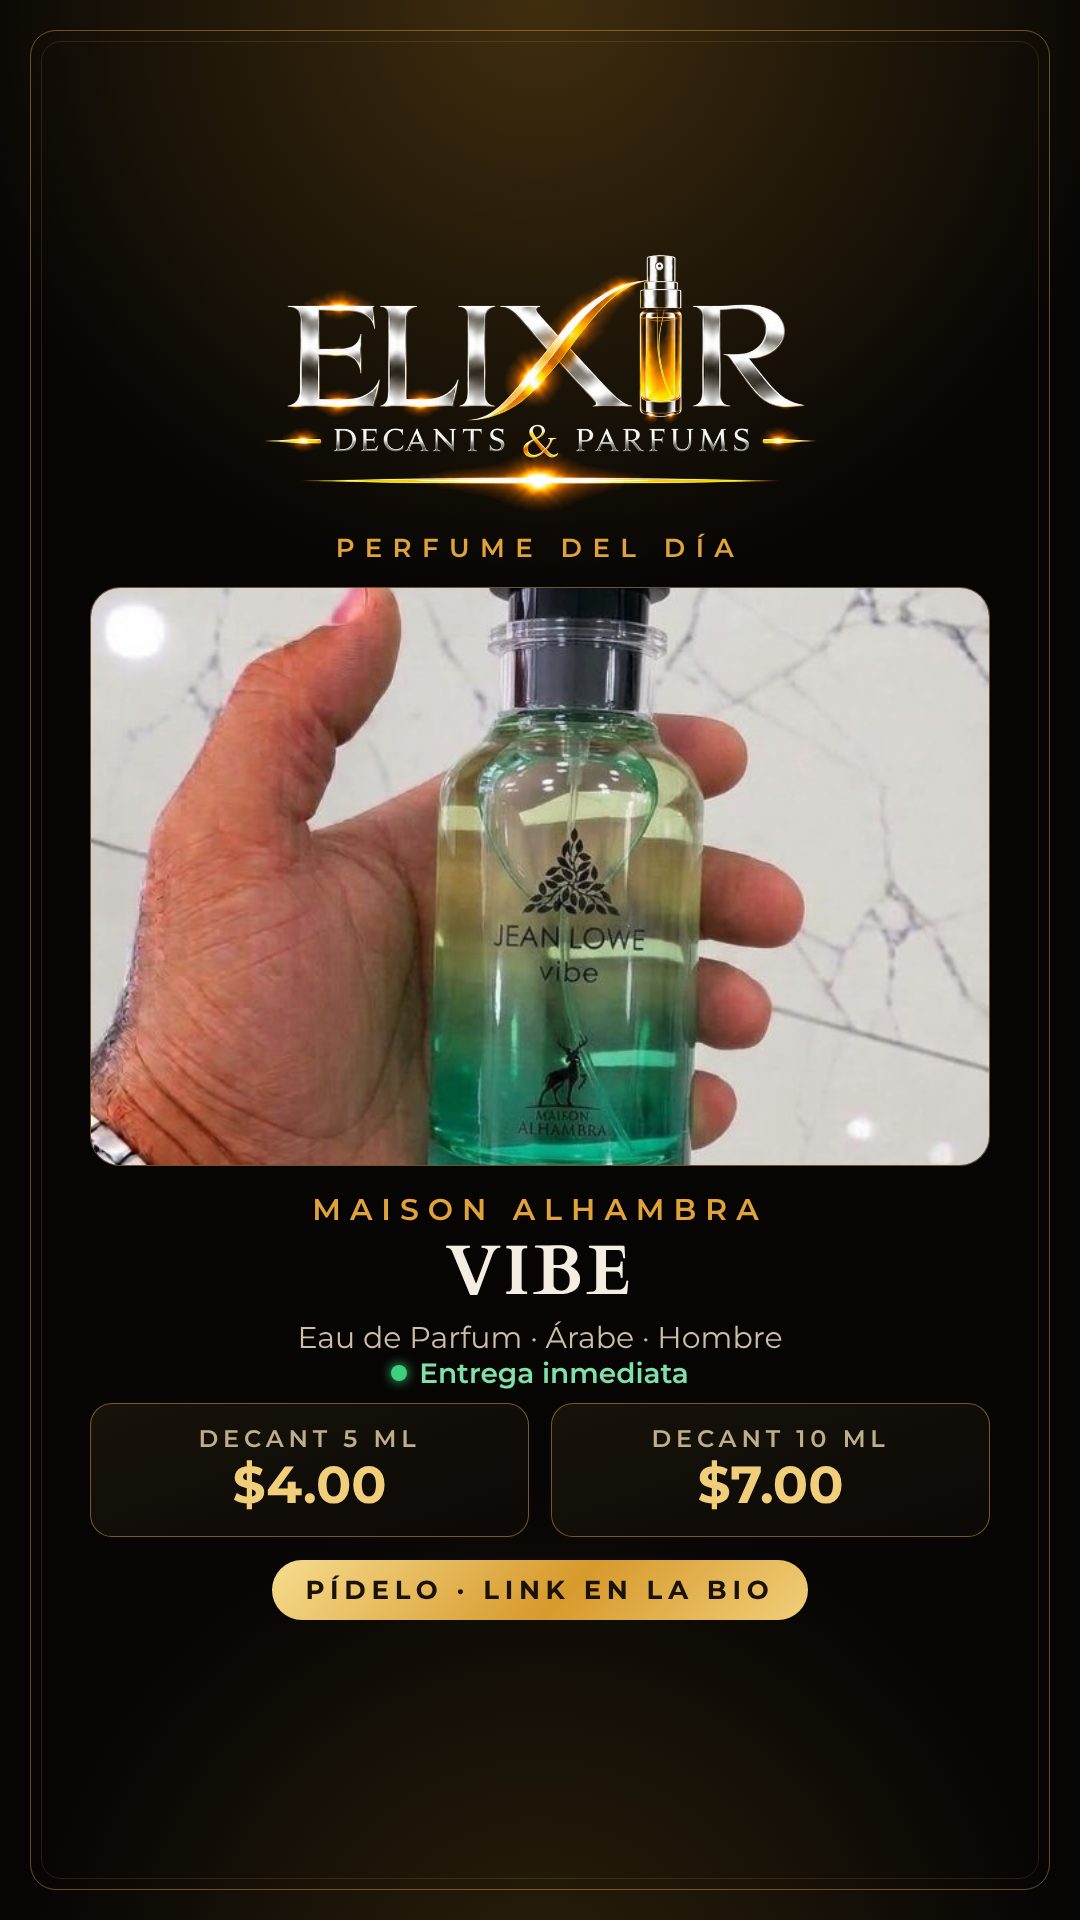 ELIXIR
DECANTS & PARFUMS
PERFUME DEL DÍA
JEAN LOWE
vibe
MAISON
ALHAMBRA
MAISON ALHAMBRA
VIBE
Eau de Parfum · Árabe · Hombre
Entrega inmediata
DECANT 5 ML
$4.00
DECANT 10 ML
$7.00
PÍDELO · LINK EN LA BIO